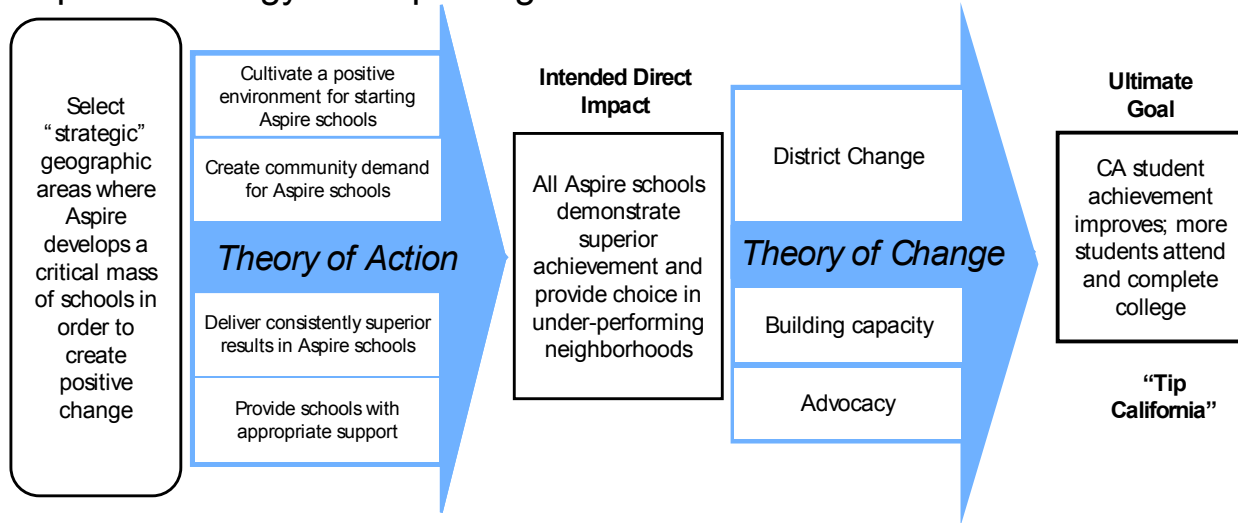 Select
“strategic”
geographic
areas where
Aspire
develops a
critical mass
of schools in
order to
create
positive
change
Cultivate a positive
environment for starting
Aspire schools
Create community demand
for Aspire schools
Theory of Action
Deliver consistently superior
results in Aspire schools
Provide schools with
appropriate support
Intended Direct
Impact
All Aspire schools
demonstrate
superior
achievement and
provide choice in
under-performing
neighborhoods
District Change
Theory of Change
Building capacity
Advocacy
Ultimate
Goal
CA student
achievement
improves; more
students attend
and complete
college
“Tip
California”